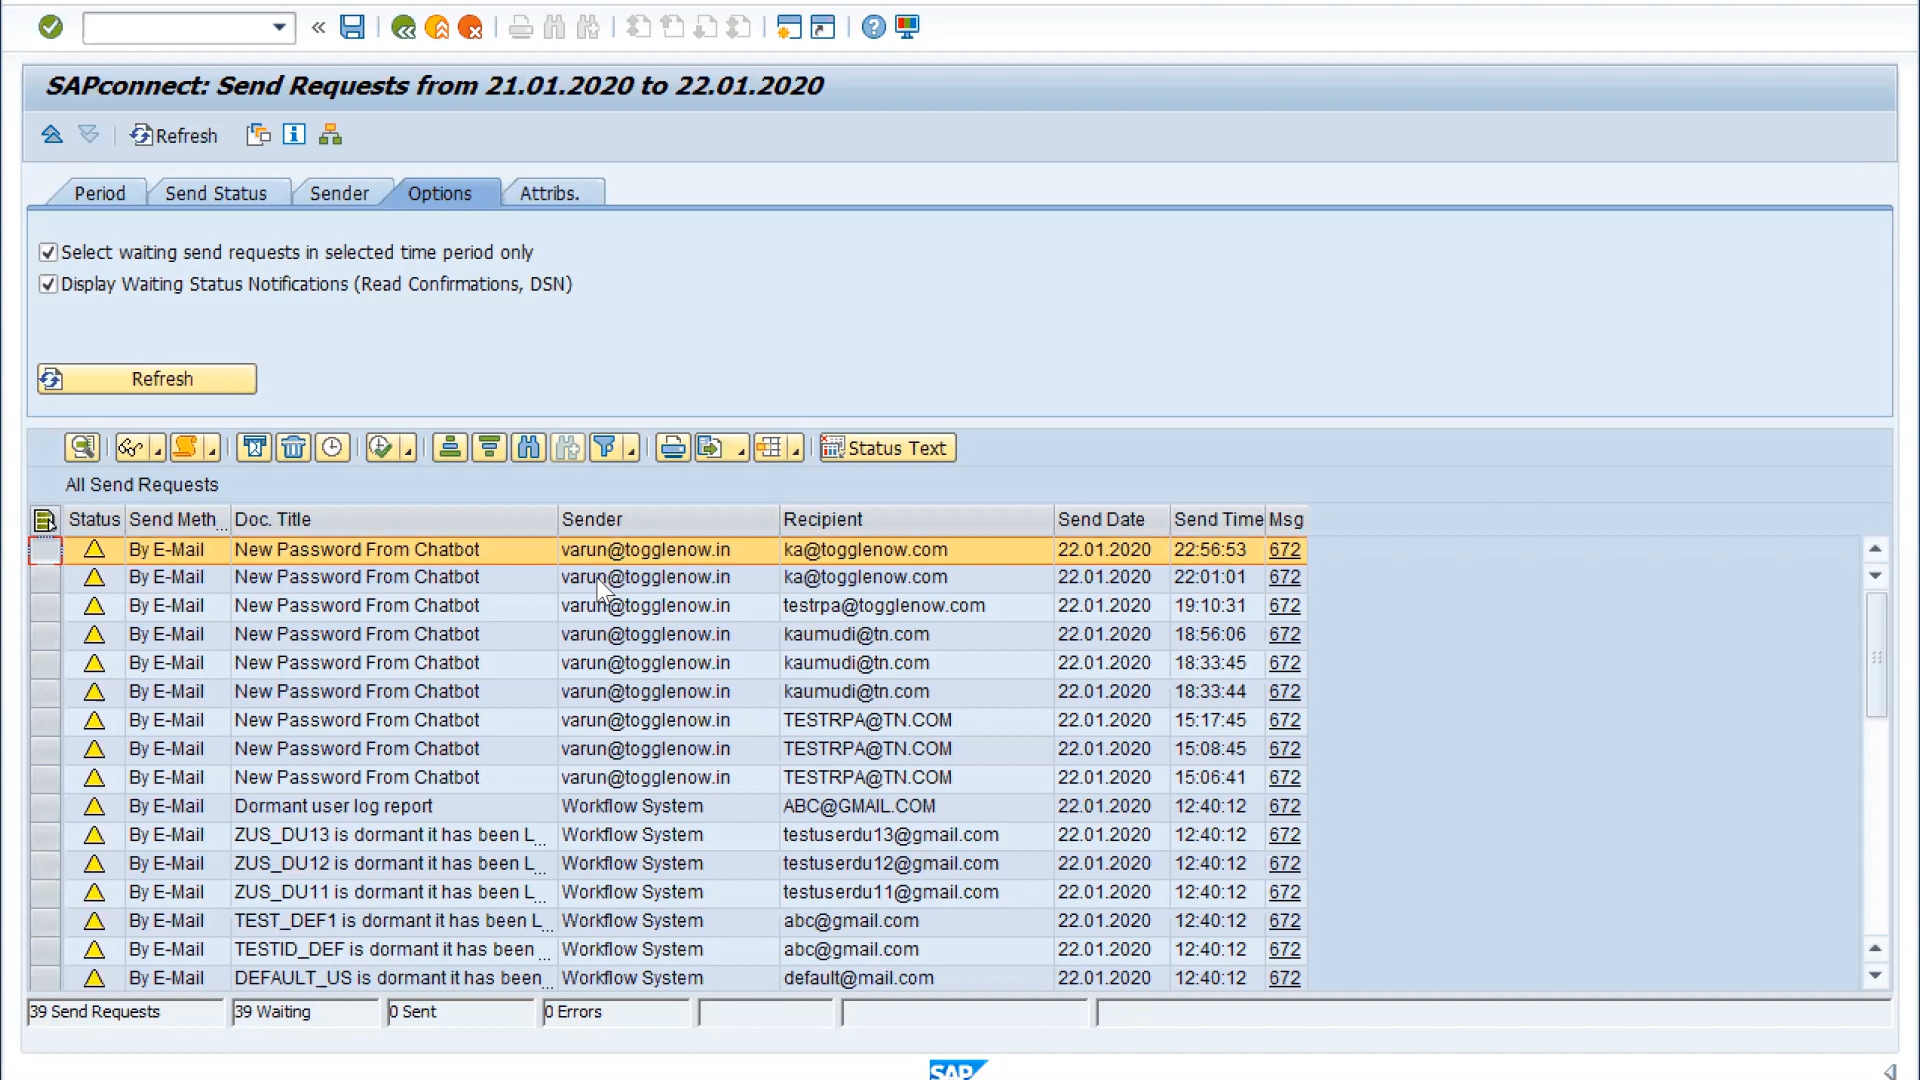 SAPconnect: Send Requests from 21.01.2020 to 22.01.2020
Refresh
Period Send Status Sender Options Attribs.
Select waiting send requests in selected time period only
Display Waiting Status Notifications (Read Confirmations, DSN)
Refresh
Status Text
All Send Requests
Status Send Meth... Doc. Title Sender Recipient Send Date Send Time Msg
By E-Mail New Password From Chatbot varun@togglenow.in ka@togglenow.com 22.01.2020 22:56:53 672
By E-Mail New Password From Chatbot varun@togglenow.in ka@togglenow.com 22.01.2020 22:01:01 672
By E-Mail New Password From Chatbot varun@togglenow.in testrpa@togglenow.com 22.01.2020 19:10:31 672
By E-Mail New Password From Chatbot varun@togglenow.in kaumudi@tn.com 22.01.2020 18:56:06 672
By E-Mail New Password From Chatbot varun@togglenow.in kaumudi@tn.com 22.01.2020 18:33:45 672
By E-Mail New Password From Chatbot varun@togglenow.in kaumudi@tn.com 22.01.2020 18:33:44 672
By E-Mail New Password From Chatbot varun@togglenow.in TESTRPA@TN.COM 22.01.2020 15:17:45 672
By E-Mail New Password From Chatbot varun@togglenow.in TESTRPA@TN.COM 22.01.2020 15:08:45 672
By E-Mail New Password From Chatbot varun@togglenow.in TESTRPA@TN.COM 22.01.2020 15:06:41 672
By E-Mail Dormant user log report Workflow System ABC@GMAIL.COM 22.01.2020 12:40:12 672
By E-Mail ZUS_DU13 is dormant it has been L... Workflow System testuserdu13@gmail.com 22.01.2020 12:40:12 672
By E-Mail ZUS_DU12 is dormant it has been L... Workflow System testuserdu12@gmail.com 22.01.2020 12:40:12 672
By E-Mail ZUS_DU11 is dormant it has been L... Workflow System testuserdu11@gmail.com 22.01.2020 12:40:12 672
By E-Mail TEST_DEF1 is dormant it has been L... Workflow System abc@gmail.com 22.01.2020 12:40:12 672
By E-Mail TESTID_DEF is dormant it has been ... Workflow System abc@gmail.com 22.01.2020 12:40:12 672
By E-Mail DEFAULT_US is dormant it has been... Workflow System default@mail.com 22.01.2020 12:40:12 672
39 Send Requests 39 Waiting 0 Sent 0 Errors
SAP